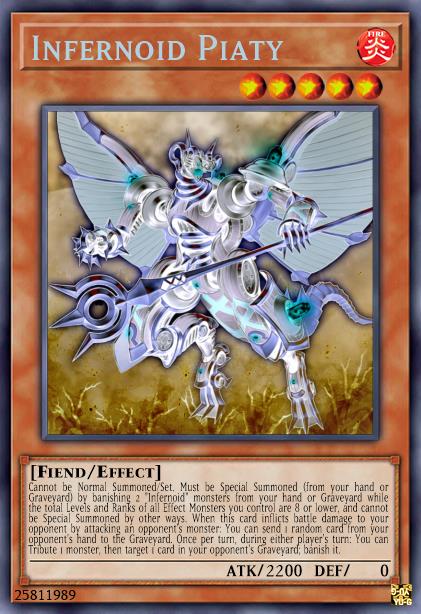 Infernoid Piaty
FIRE
炎
[Fiend/Effect]
Cannot be Normal Summoned/Set. Must be Special Summoned (from your hand or
Graveyard) by banishing 2 "Infernoid" monsters from your hand or Graveyard while
the total Levels and Ranks of all Effect Monsters you control are 8 or lower, and cannot
be Special Summoned by other ways. When this card inflicts battle damage to your
opponent by attacking an opponent's monster: You can send 1 random card from your
opponent's hand to the Graveyard. Once per turn, during either player's turn: You can
Tribute 1 monster, then target 1 card in your opponent's Graveyard; banish it.
ATK/2200 DEF/ 0
25811989